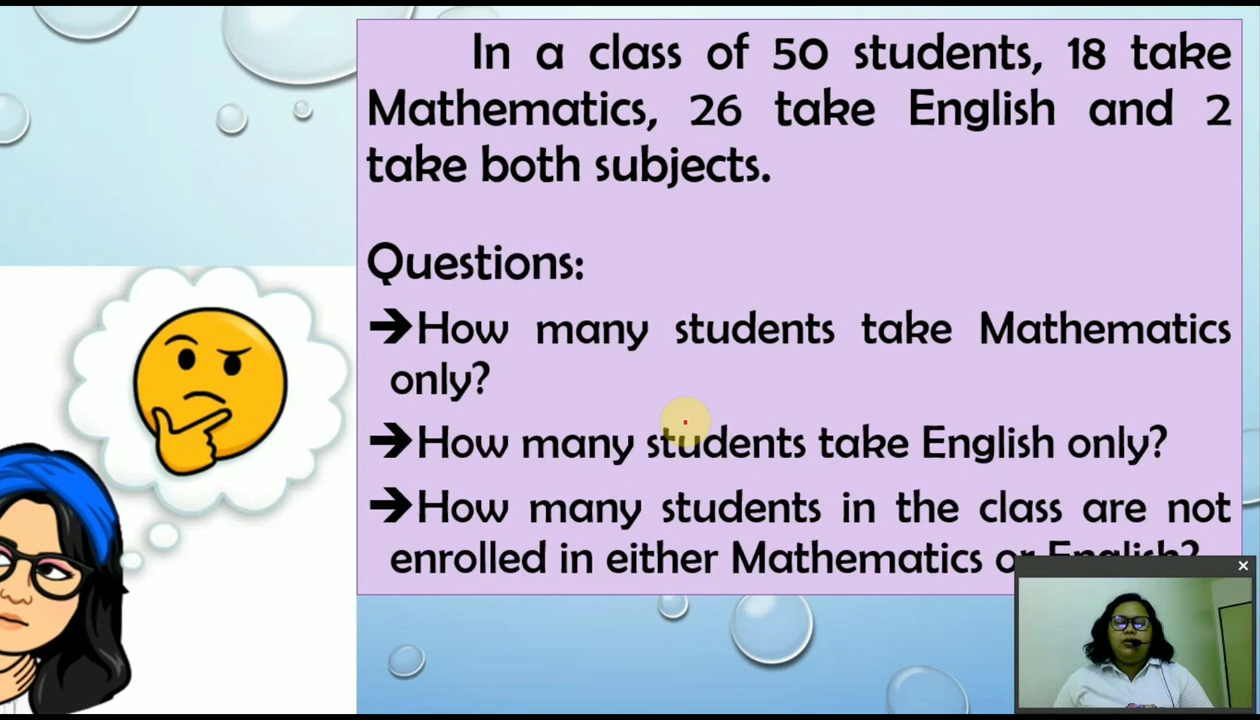 In a class of 50 students, 18 take
Mathematics, 26 take English and 2
take both subjects.
Questions:
➔How many students take Mathematics
only?
➔How many students take English only?
➔How many students in the class are not
enrolled in either Mathematics or English?